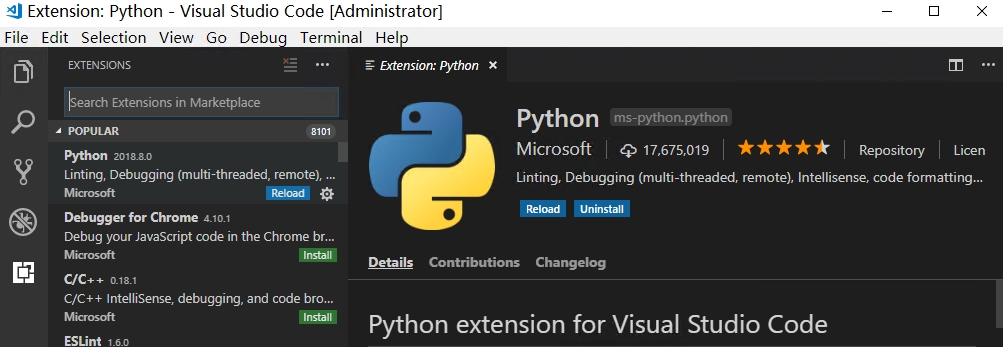 Extension: Python - Visual Studio Code [Administrator]
File Edit Selection View Go Debug Terminal Help
EXTENSIONS
Search Extensions in Marketplace
POPULAR 8101
Python 2018.8.0
Linting, Debugging (multi-threaded, remote), ...
Microsoft Reload
Debugger for Chrome 4.10.1
Debug your JavaScript code in the Chrome br...
Microsoft Install
C/C++ 0.18.1
C/C++ IntelliSense, debugging, and code bro...
Microsoft Install
ESLint 1.6.0
Extension: Python
Python ms-python.python
Microsoft 17,675,019 Repository Licen
Linting, Debugging (multi-threaded, remote), Intellisense, code formatting...
Reload Uninstall
Details Contributions Changelog
Python extension for Visual Studio Code